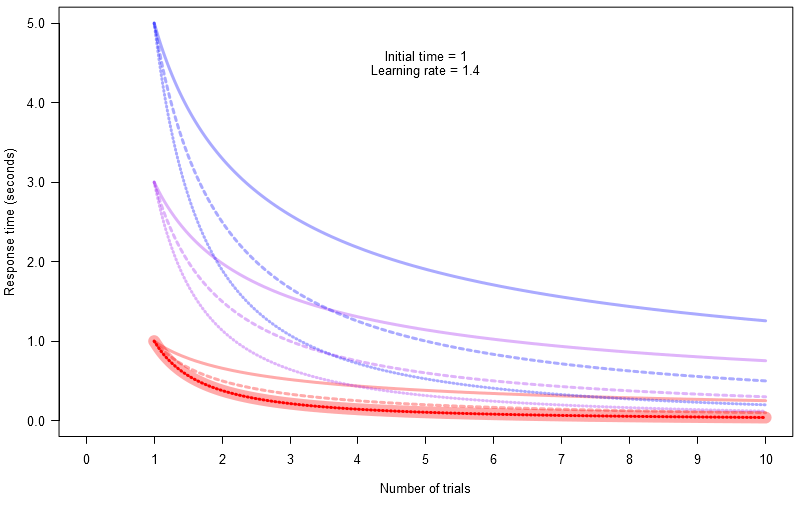 Initial time = 1
Learning rate = 1.4
Response time (seconds)
5.0
4.0
3.0
2.0
1.0
0.0
0 1 2 3 4 5 6 7 8 9 10
Number of trials